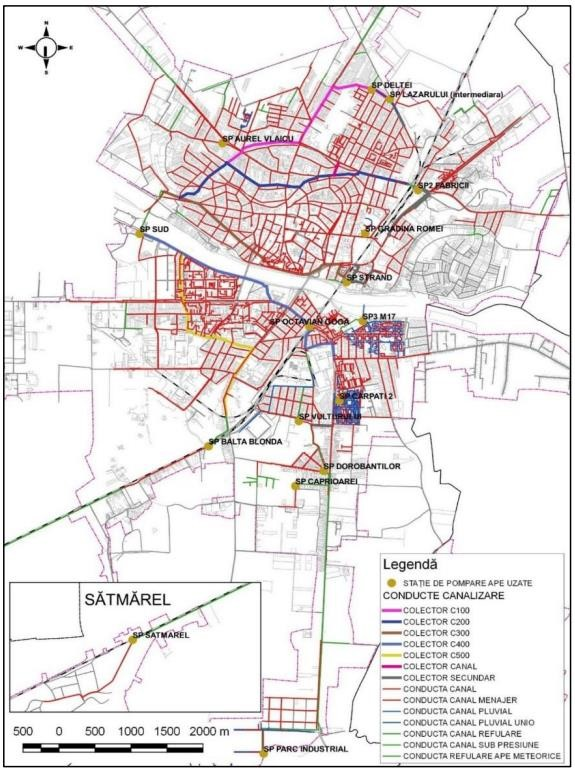 N
W E
S
SP DELTEI
SP LAZARULUI (intermediara)
SP AUREL VLAICU
SP2 FABRICII
SP SUD
SP GRADINA ROMEI
SP STRAND
SP OCTAVIAN GOGA
SP3 M17
SP CARPATI 2
SP VULTURULUI
SP BALTA BLONDA
SP DOROBANTILOR
SP CAPRIOAREI
SĂTMĂREL
SP SATMAREL
500 0 500 1000 1500 2000 m
SP PARC INDUSTRIAL
Legendă
STAȚIE DE POMPARE APE UZATE
CONDUCTE CANALIZARE
COLECTOR C100
COLECTOR C200
COLECTOR C300
COLECTOR C400
COLECTOR C500
COLECTOR CANAL
COLECTOR SECUNDAR
CONDUCTA CANAL
CONDUCTA CANAL MENAJER
CONDUCTA CANAL PLUVIAL
CONDUCTA CANAL PLUVIAL UNIO
CONDUCTA CANAL REFULARE
CONDUCTA CANAL SUB PRESIUNE
CONDUCTA REFULARE APE METEORICE